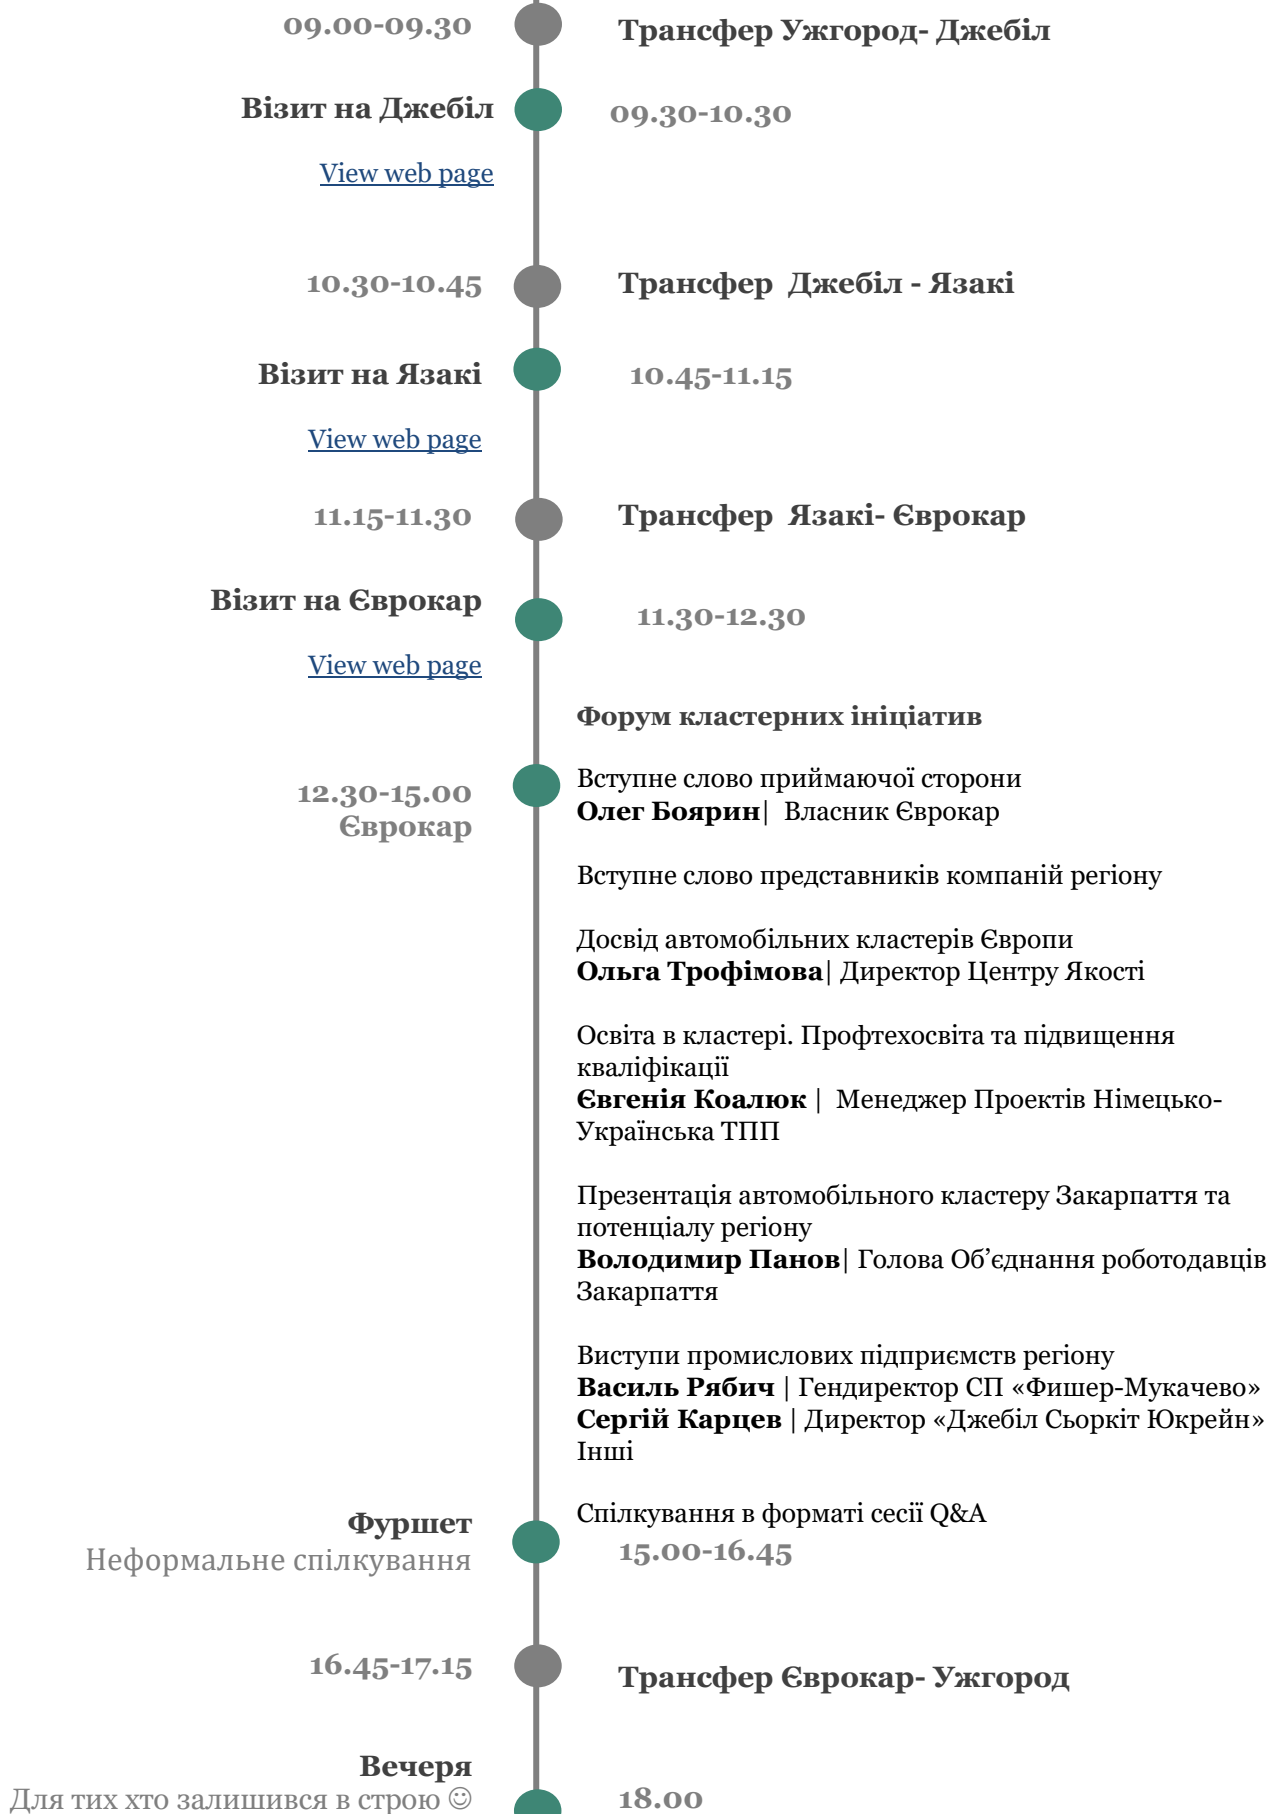 09.00-09.30
Трансфер Ужгород- Джебіл
Візит на Джебіл
09.30-10.30
View web page
10.30-10.45
Трансфер Джебіл - Язакі
Візит на Язакі
10.45-11.15
View web page
11.15-11.30
Трансфер Язакі- Єврокар
Візит на Єврокар
11.30-12.30
View web page
Форум кластерних ініціатив
12.30-15.00
Єврокар
Вступне слово приймаючої сторони
Олег Боярин| Власник Єврокар
Вступне слово представників компаній регіону
Досвід автомобільних кластерів Європи
Ольга Трофімова| Директор Центру Якості
Освіта в кластері. Профтехосвіта та підвищення
кваліфікації
Євгенія Коалюк | Менеджер Проектів Німецько-
Українська ТПП
Презентація автомобільного кластеру Закарпаття та
потенціалу регіону
Володимир Панов| Голова Об’єднання роботодавців
Закарпаття
Виступи промислових підприємств регіону
Василь Рябич | Гендиректор СП «Фишер-Мукачево»
Сергій Карцев | Директор «Джебіл Сьоркіт Юкрейн»
Інші
Спілкування в форматі сесії Q&A
Фуршет
Неформальне спілкування
15.00-16.45
16.45-17.15
Трансфер Єврокар- Ужгород
Вечеря
Для тих хто залишився в строю ☺
18.00